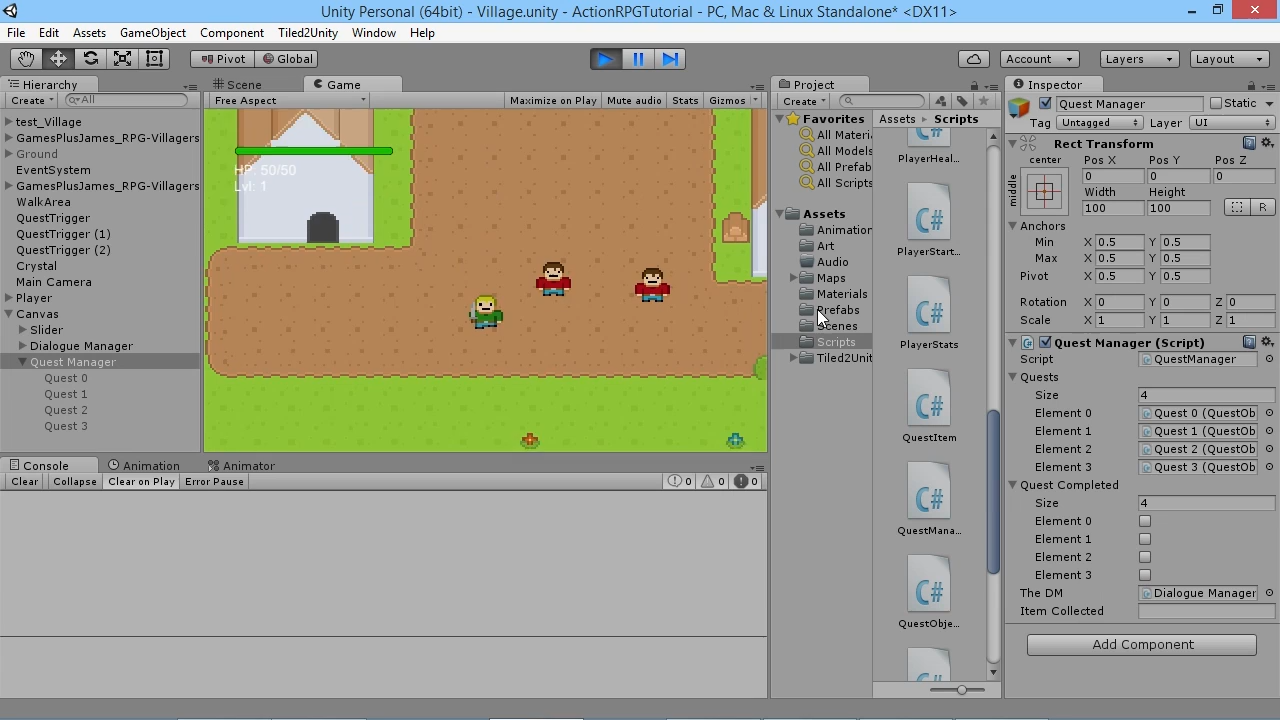 Unity Personal (64bit) - Village.unity - ActionRPGTutorial - PC, Mac & Linux Standalone* <DX11>
File Edit Assets GameObject Component Tiled2Unity Window Help
Pivot Global Account Layers Layout
Hierarchy
Create All
test_Village
GamesPlusJames_RPG-Villagers
Ground
EventSystem
GamesPlusJames_RPG-Villagers
WalkArea
QuestTrigger
QuestTrigger (1)
QuestTrigger (2)
Crystal
Main Camera
Player
Canvas
Slider
Dialogue Manager
Quest Manager
Quest 0
Quest 1
Quest 2
Quest 3
Scene Game
Free Aspect Maximize on Play Mute audio Stats Gizmos
HP: 50/50
Lvl: 1
Console Animation Animator
Clear Collapse Clear on Play Error Pause 0 0 0
Project
Create
Favorites
All Materi
All Models
All Prefab
All Scripts
Assets
Animation
Art
Audio
Maps
Materials
Prefabs
Scenes
Scripts
Tiled2Unit
Assets Scripts
PlayerHeal...
PlayerStart...
PlayerStats
QuestItem
QuestMana...
QuestObje...
Inspector
Quest Manager Static
Tag Untagged Layer UI
Rect Transform
center Pos X Pos Y Pos Z
middle 0 0 0
Width Height
100 100 R
Anchors
Min X 0.5 Y 0.5
Max X 0.5 Y 0.5
Pivot X 0.5 Y 0.5
Rotation X 0 Y 0 Z 0
Scale X 1 Y 1 Z 1
Quest Manager (Script)
Script QuestManager
Quests
Size 4
Element 0 Quest 0 (QuestOb
Element 1 Quest 1 (QuestOb
Element 2 Quest 2 (QuestOb
Element 3 Quest 3 (QuestOb
Quest Completed
Size 4
Element 0
Element 1
Element 2
Element 3
The DM Dialogue Manager
Item Collected
Add Component